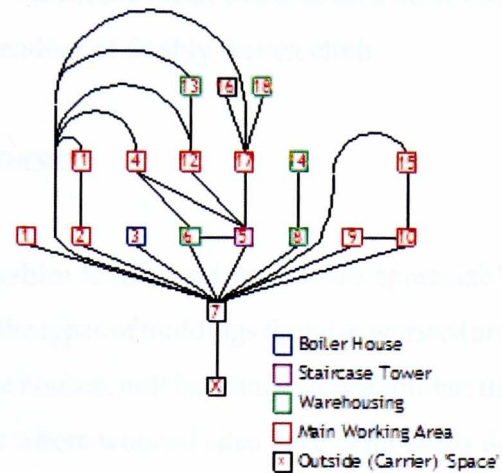 13 16 18
11 4 12 17 14 15
1 2 3 6 5 8 9 10
7
X
Boiler House
Staircase Tower
Warehousing
Main Working Area
x Outside (Carrier) 'Space'